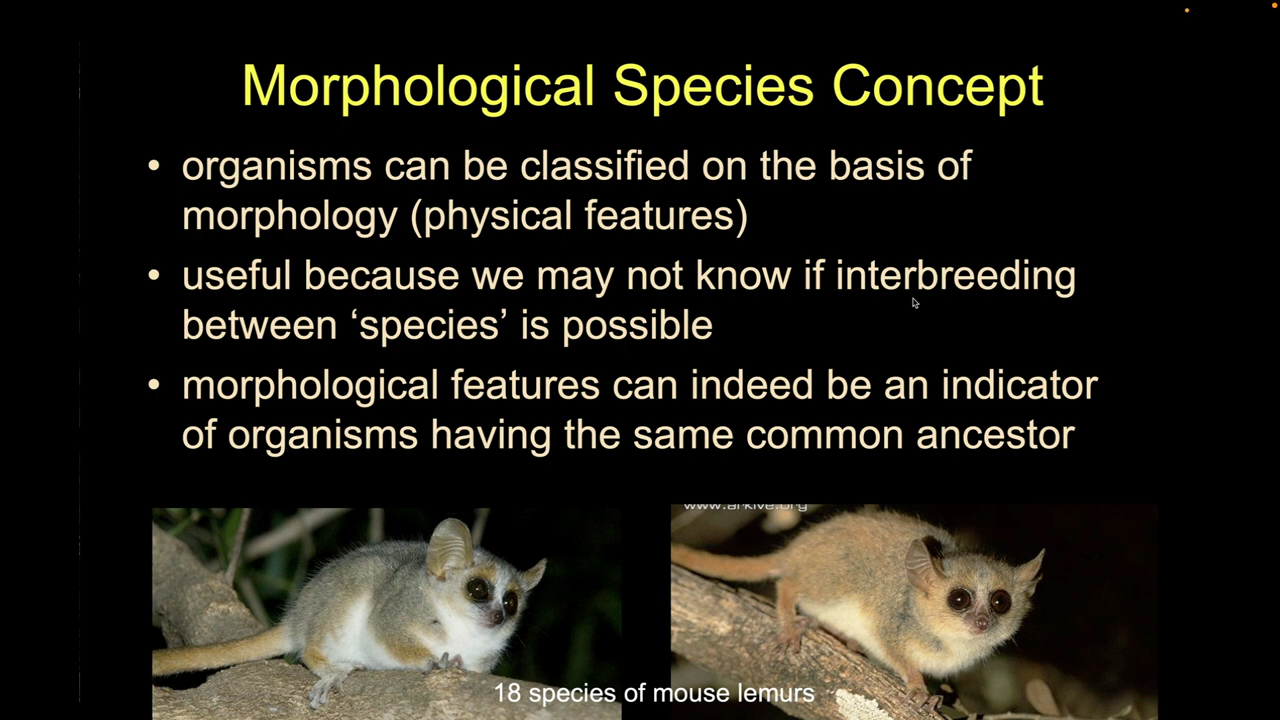 Morphological Species Concept
• organisms can be classified on the basis of
morphology (physical features)
• useful because we may not know if interbreeding
between ‘species’ is possible
• morphological features can indeed be an indicator
of organisms having the same common ancestor
www.arkive.org
18 species of mouse lemurs